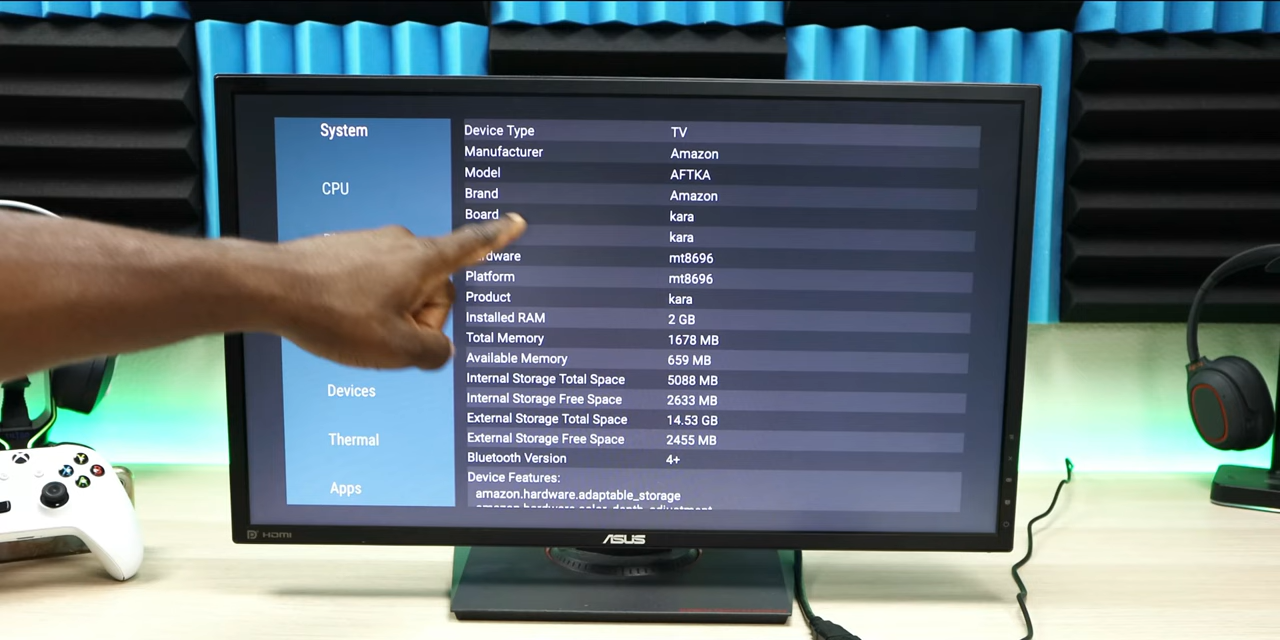 System
CPU
Devices
Thermal
Apps
Device Type TV
Manufacturer Amazon
Model AFTKA
Brand Amazon
Board kara
kara
mt8696
Platform mt8696
Product kara
Installed RAM 2 GB
Total Memory 1678 MB
Available Memory 659 MB
Internal Storage Total Space 5088 MB
Internal Storage Free Space 2633 MB
External Storage Total Space 14.53 GB
External Storage Free Space 2455 MB
Bluetooth Version 4+
Device Features:
amazon.hardware.adaptable_storage
amazon.hardware.color_depth_adjustment
HDMI
ASUS